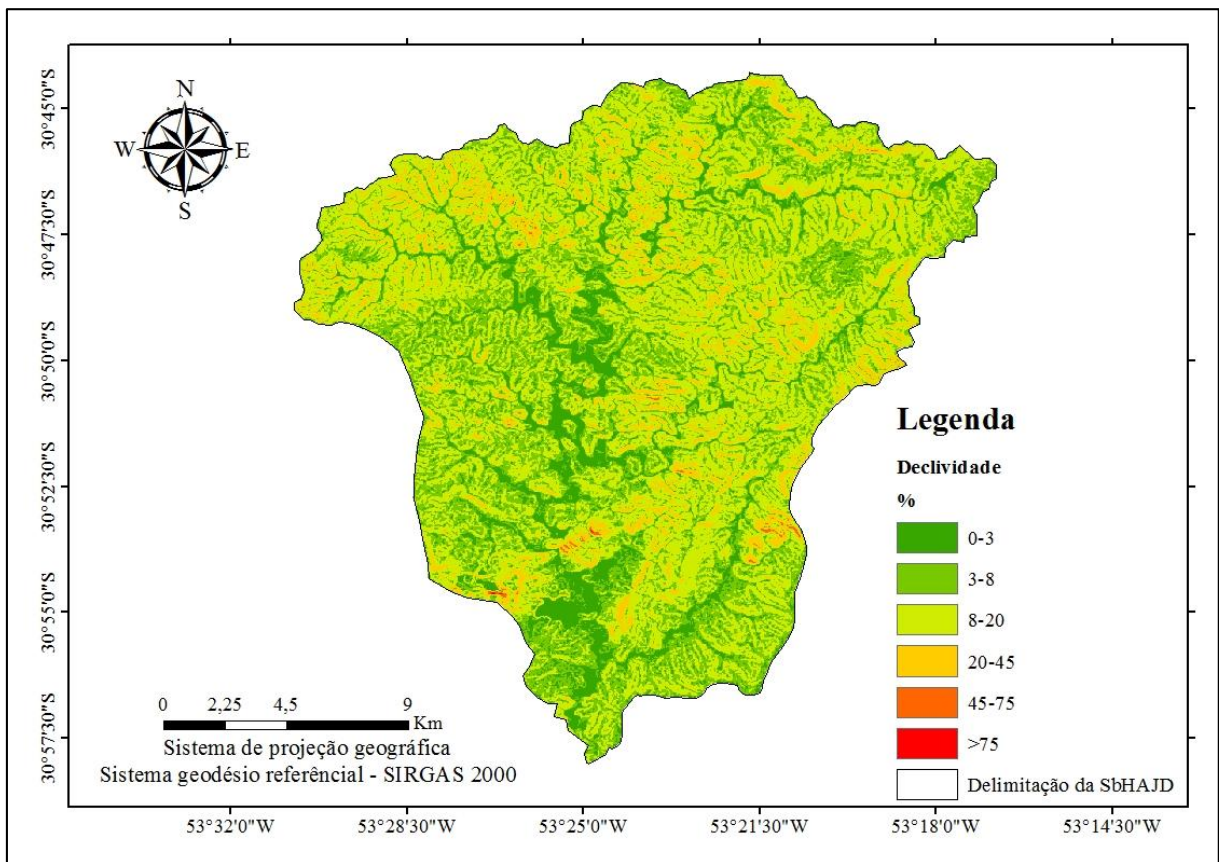 N
W E
S
30°45'0"S
30°47'30"S
30°50'0"S
30°52'30"S
30°55'0"S
30°57'30"S
Legenda
Declividade
%
0-3
3-8
8-20
20-45
45-75
>75
Delimitação da SbHAJD
0 2,25 4,5 9
Km
Sistema de projeção geográfica
Sistema geodésio referêncial - SIRGAS 2000
53°32'0"W 53°28'30"W 53°25'0"W 53°21'30"W 53°18'0"W 53°14'30"W